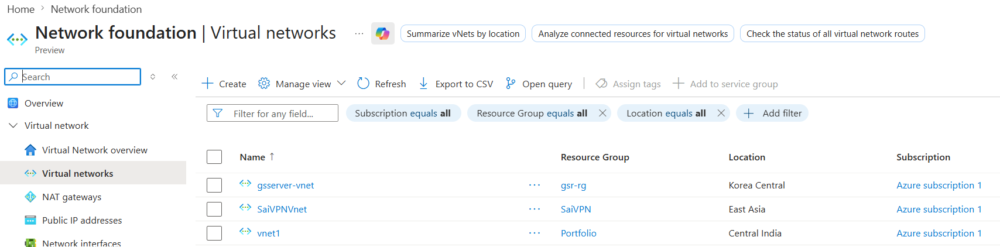 Home > Network foundation
Network foundation | Virtual networks ...
Summarize vNets by location
Analyze connected resources for virtual networks
Check the status of all virtual network routes
Preview
Search
Create
Manage view
Refresh
Export to CSV
Open query
Assign tags
Add to service group
Overview
Virtual network
Virtual Network overview
Virtual networks
NAT gateways
Public IP addresses
Network interfaces
Filter for any field...
Subscription equals all
Resource Group equals all
Location equals all
Add filter
Name ↑ Resource Group Location Subscription
gsserver-vnet ... gsr-rg Korea Central Azure subscription 1
SaiVPNVnet ... SaiVPN East Asia Azure subscription 1
vnet1 ... Portfolio Central India Azure subscription 1